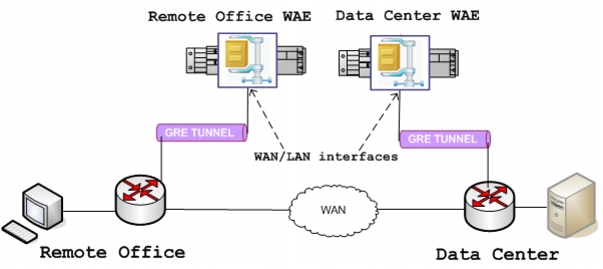 Remote Office WAE
Data Center WAE
GRE TUNNEL
GRE TUNNEL
WAN/LAN interfaces
WAN
Remote Office
Data Center